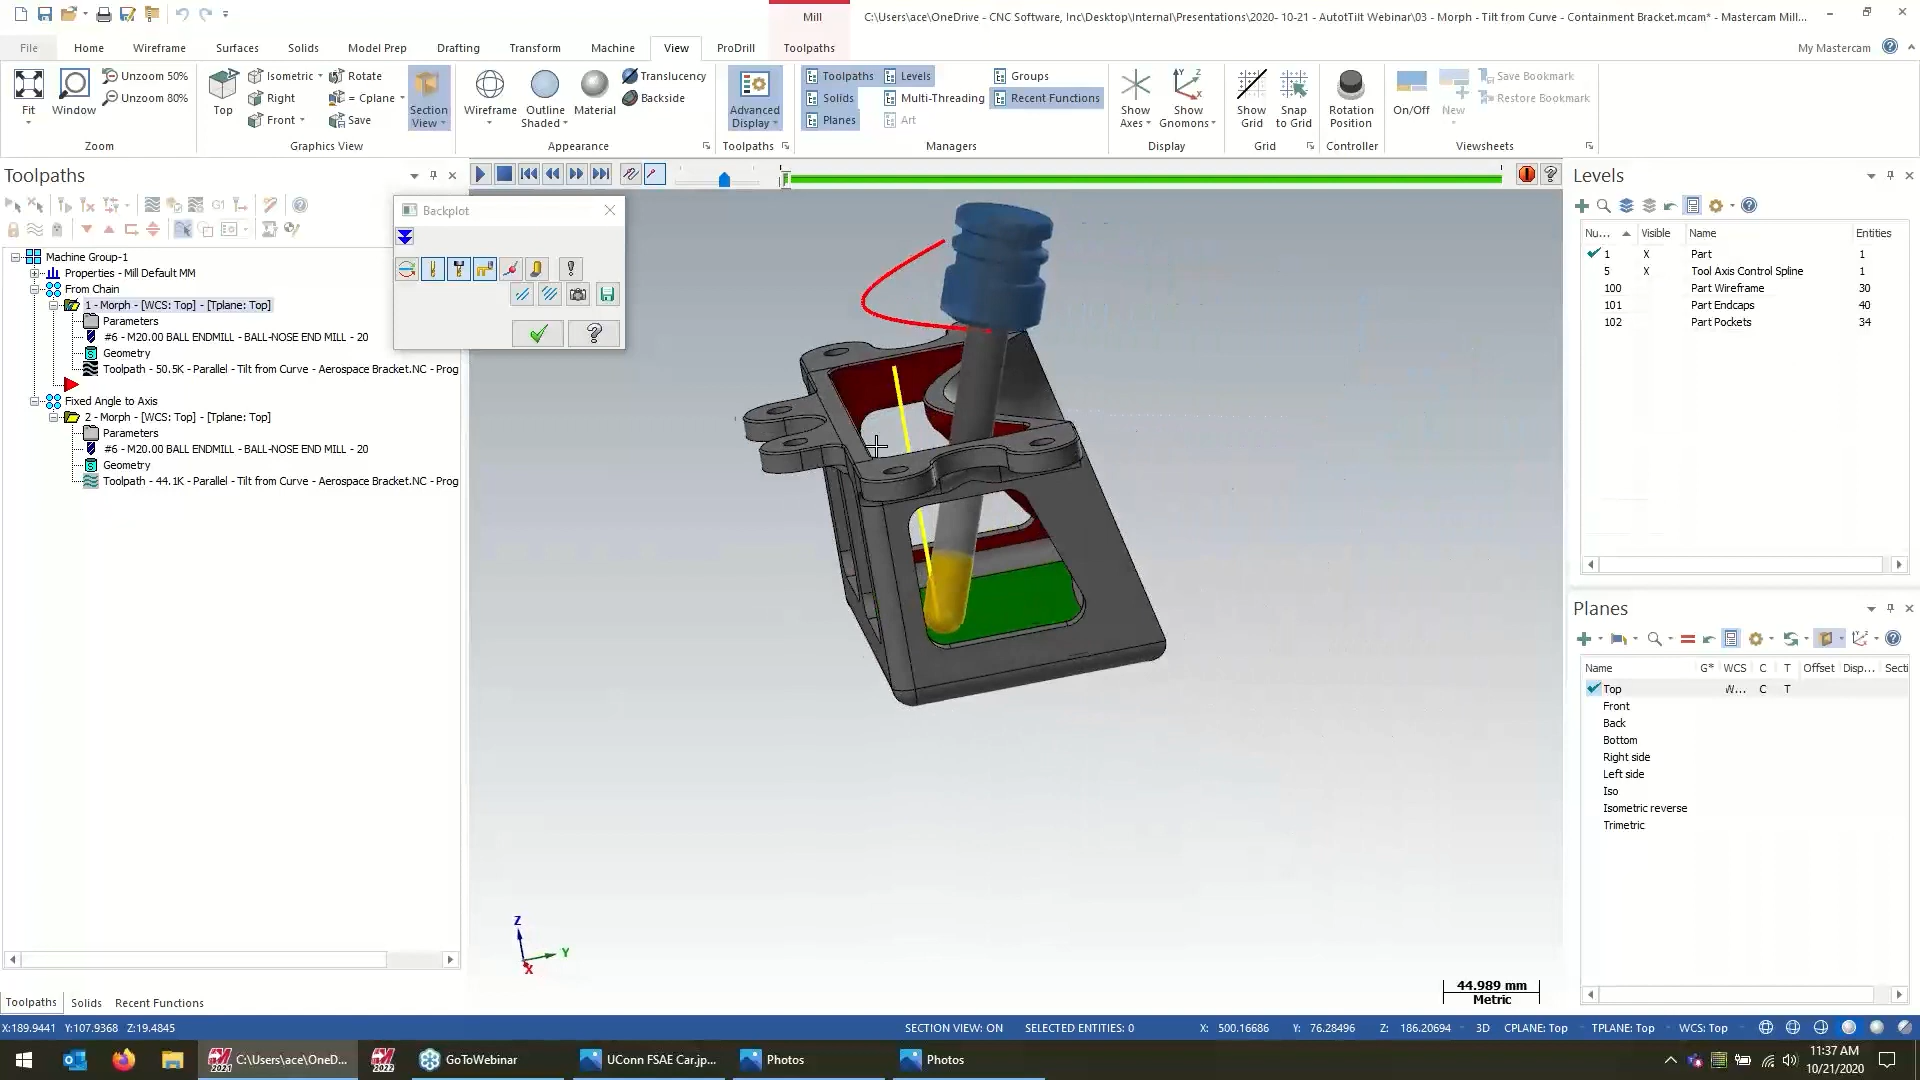 Mill
C:\Users\ace\OneDrive - CNC Software, Inc\Desktop\Internal\Presentations\2020- 10-21 - AutotTilt Webinar\03 - Morph - Tilt from Curve - Containment Bracket.mcam* - Mastercam Mill...
File Home Wireframe Surfaces Solids Model Prep Drafting Transform Machine View ProDrill Toolpaths My Mastercam
Fit Window Unzoom 50% Unzoom 80% Zoom
Top Isometric Right Front Rotate = Cplane Save Section View Graphics View
Wireframe Outline Shaded Material Translucency Backside Appearance
Advanced Display Toolpaths
Toolpaths Solids Planes Levels Multi-Threading Art Groups Recent Functions Managers
Show Axes Show Gnomons Display
Show Grid Snap to Grid Grid
Rotation Position Controller
On/Off New Save Bookmark Restore Bookmark Viewsheets
Toolpaths
G1
Machine Group-1
Properties - Mill Default MM
From Chain
1 - Morph - [WCS: Top] - [Tplane: Top]
Parameters
#6 - M20.00 BALL ENDMILL - BALL-NOSE END MILL - 20
Geometry
Toolpath - 50.5K - Parallel - Tilt from Curve - Aerospace Bracket.NC - Prog
Fixed Angle to Axis
2 - Morph - [WCS: Top] - [Tplane: Top]
Parameters
#6 - M20.00 BALL ENDMILL - BALL-NOSE END MILL - 20
Geometry
Toolpath - 44.1K - Parallel - Tilt from Curve - Aerospace Bracket.NC - Prog
Toolpaths Solids Recent Functions
Backplot
Z
Y
X
44.989 mm
Metric
Levels
Nu... Visible Name Entities
1 X Part 1
5 X Tool Axis Control Spline 1
100 Part Wireframe 30
101 Part Endcaps 40
102 Part Pockets 34
Planes
Name G* WCS C T Offset Disp... Secti
Top W... C T
Front
Back
Bottom
Right side
Left side
Iso
Isometric reverse
Trimetric
X:189.9441 Y:107.9368 Z:19.4845 SECTION VIEW: ON SELECTED ENTITIES: 0 X: 500.16686 Y: 76.28496 Z: 186.20694 3D CPLANE: Top TPLANE: Top WCS: Top
2021 C:\Users\ace\OneD... 2022 GoToWebinar UConn FSAE Car.jp... Photos Photos
11:37 AM
10/21/2020